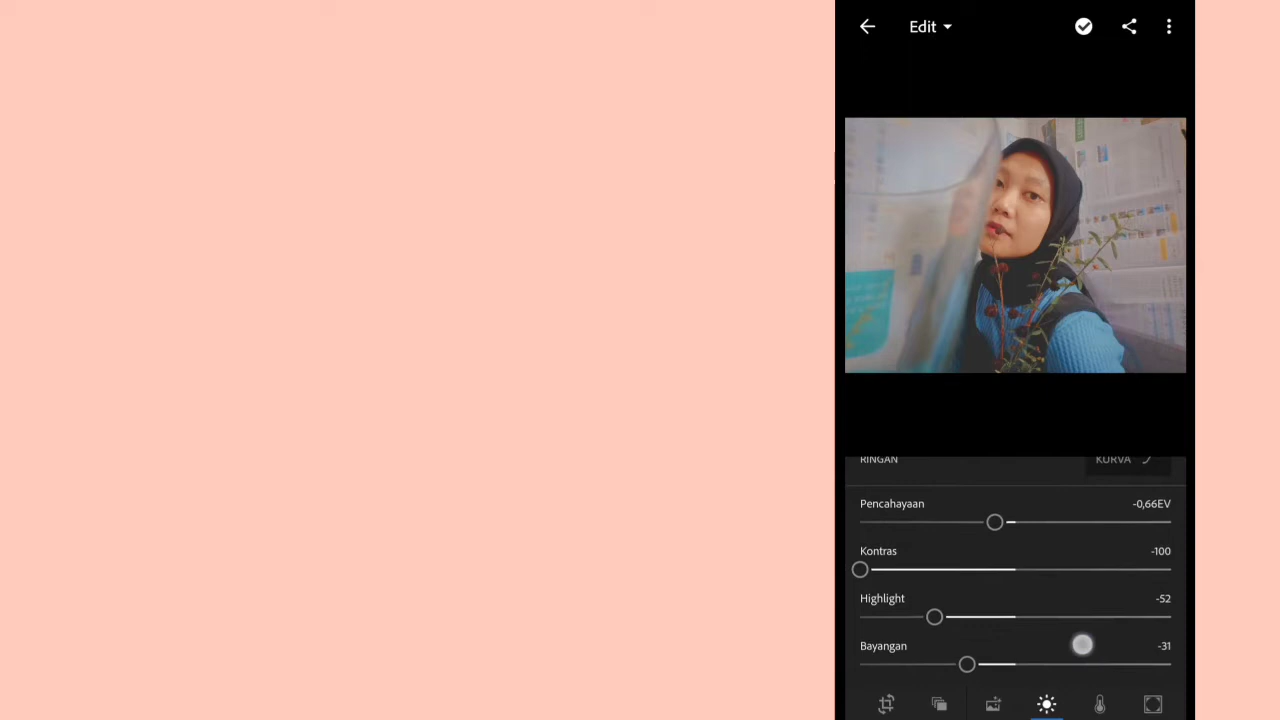 Edit
RINGAN
KURVA
Pencahayaan -0,66EV
Kontras -100
Highlight -52
Bayangan -31